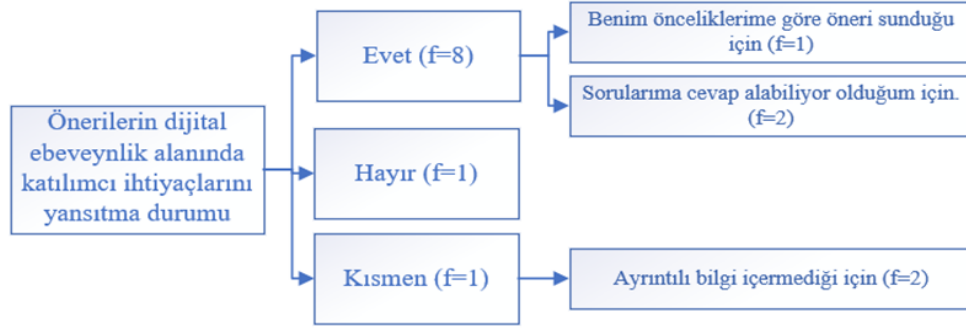 Önerilerin dijital
ebeveynlik alanında
katılımcı ihtiyaçlarını
yansıtma durumu
Evet (f=8)
Benim önceliklerime göre öneri sunduğu
için (f=1)
Sorularıma cevap alabiliyor olduğum için.
(f=2)
Hayır (f=1)
Kısmen (f=1)
Ayrıntılı bilgi içermediği için (f=2)